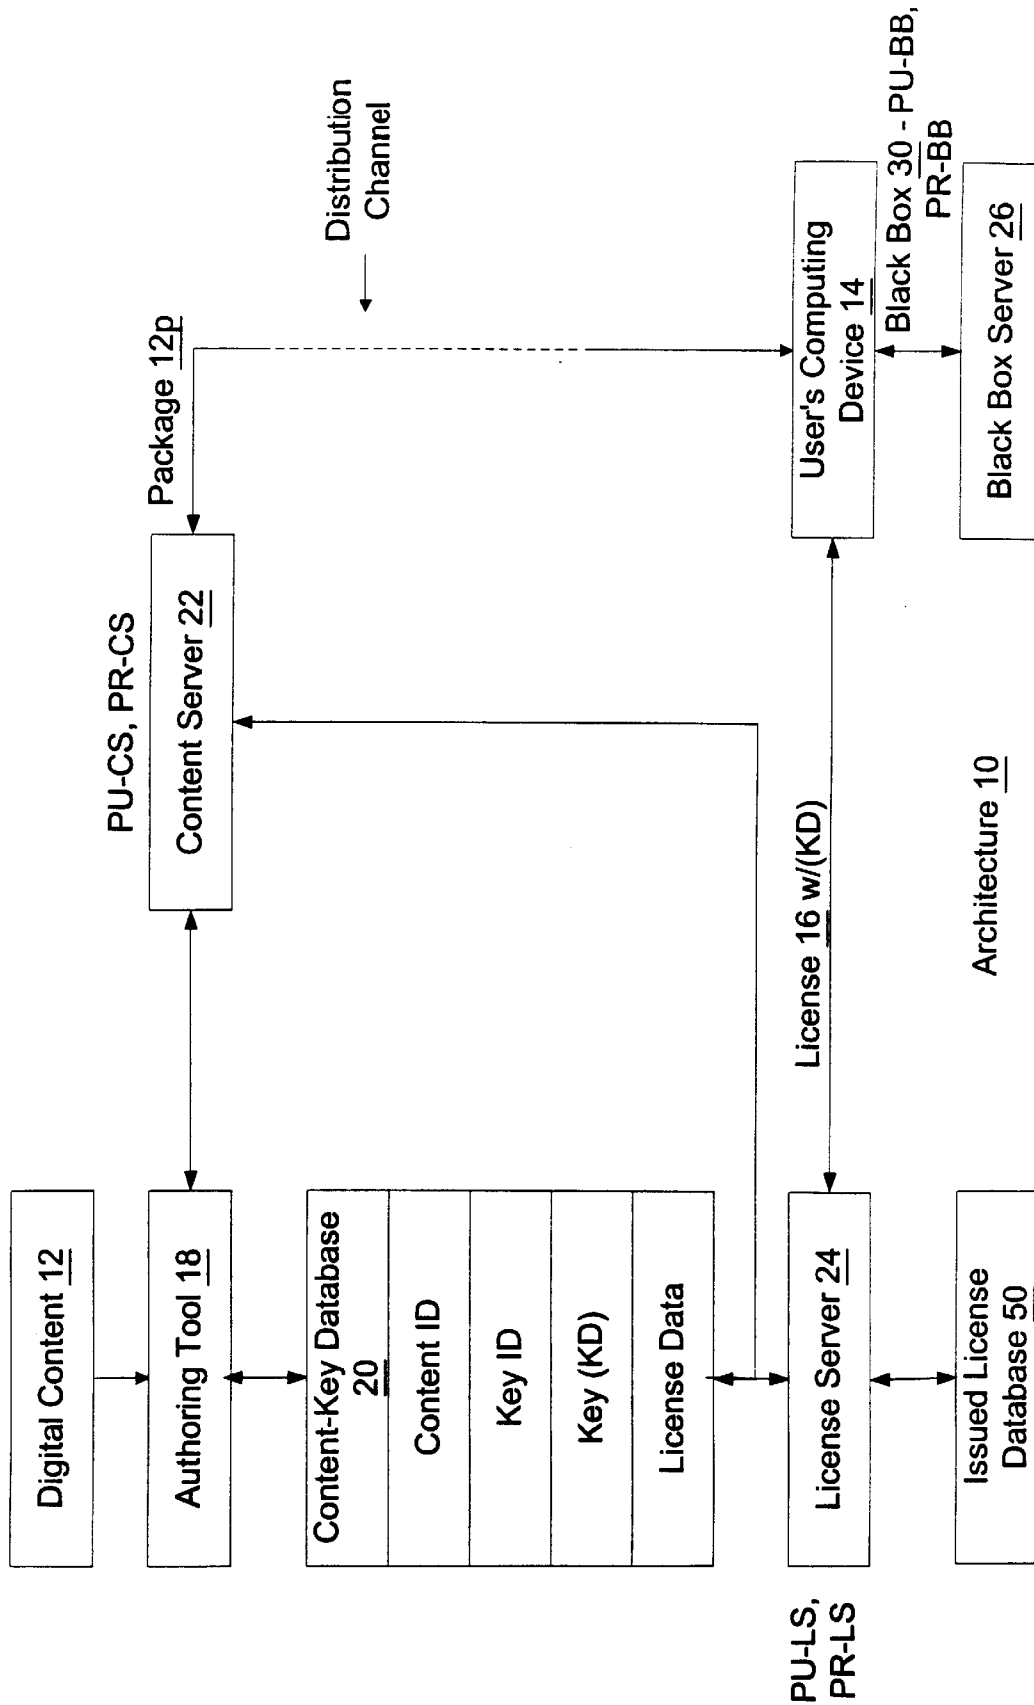 Digital Content 12
Authoring Tool 18
Content-Key Database
20
Content ID
Key ID
Key (KD)
License Data
PU-LS,
PR-LS
License Server 24
Issued License
Database 50
PU-CS, PR-CS
Content Server 22
Package 12p
Distribution
Channel
License 16 w/(KD)
User's Computing
Device 14
Black Box 30 - PU-BB,
PR-BB
Black Box Server 26
Architecture 10